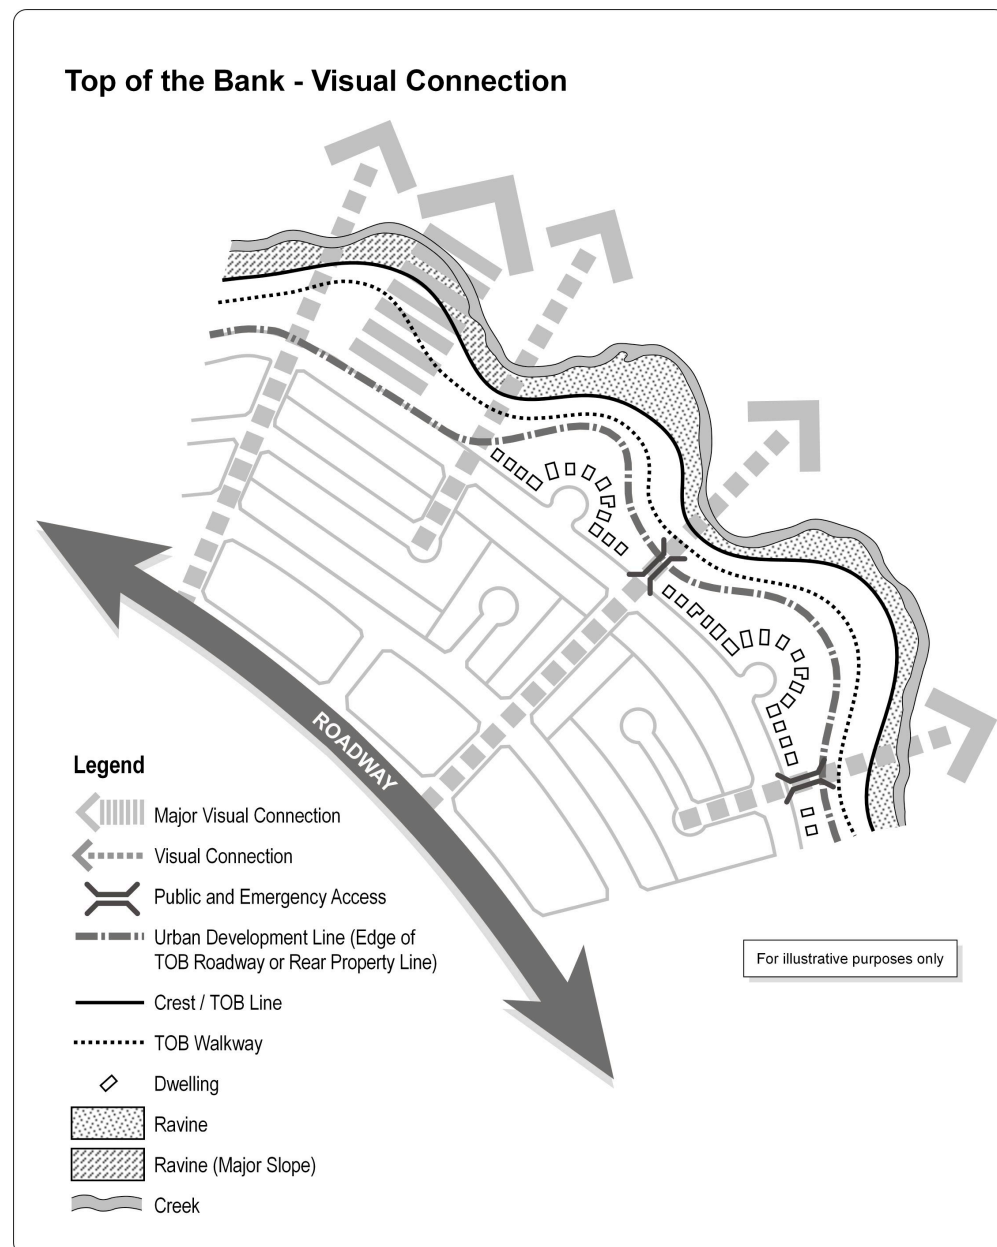 Top of the Bank - Visual Connection
ROADWAY
Legend
Major Visual Connection
Visual Connection
Public and Emergency Access
Urban Development Line (Edge of
TOB Roadway or Rear Property Line)
Crest / TOB Line
TOB Walkway
Dwelling
Ravine
Ravine (Major Slope)
Creek
For illustrative purposes only